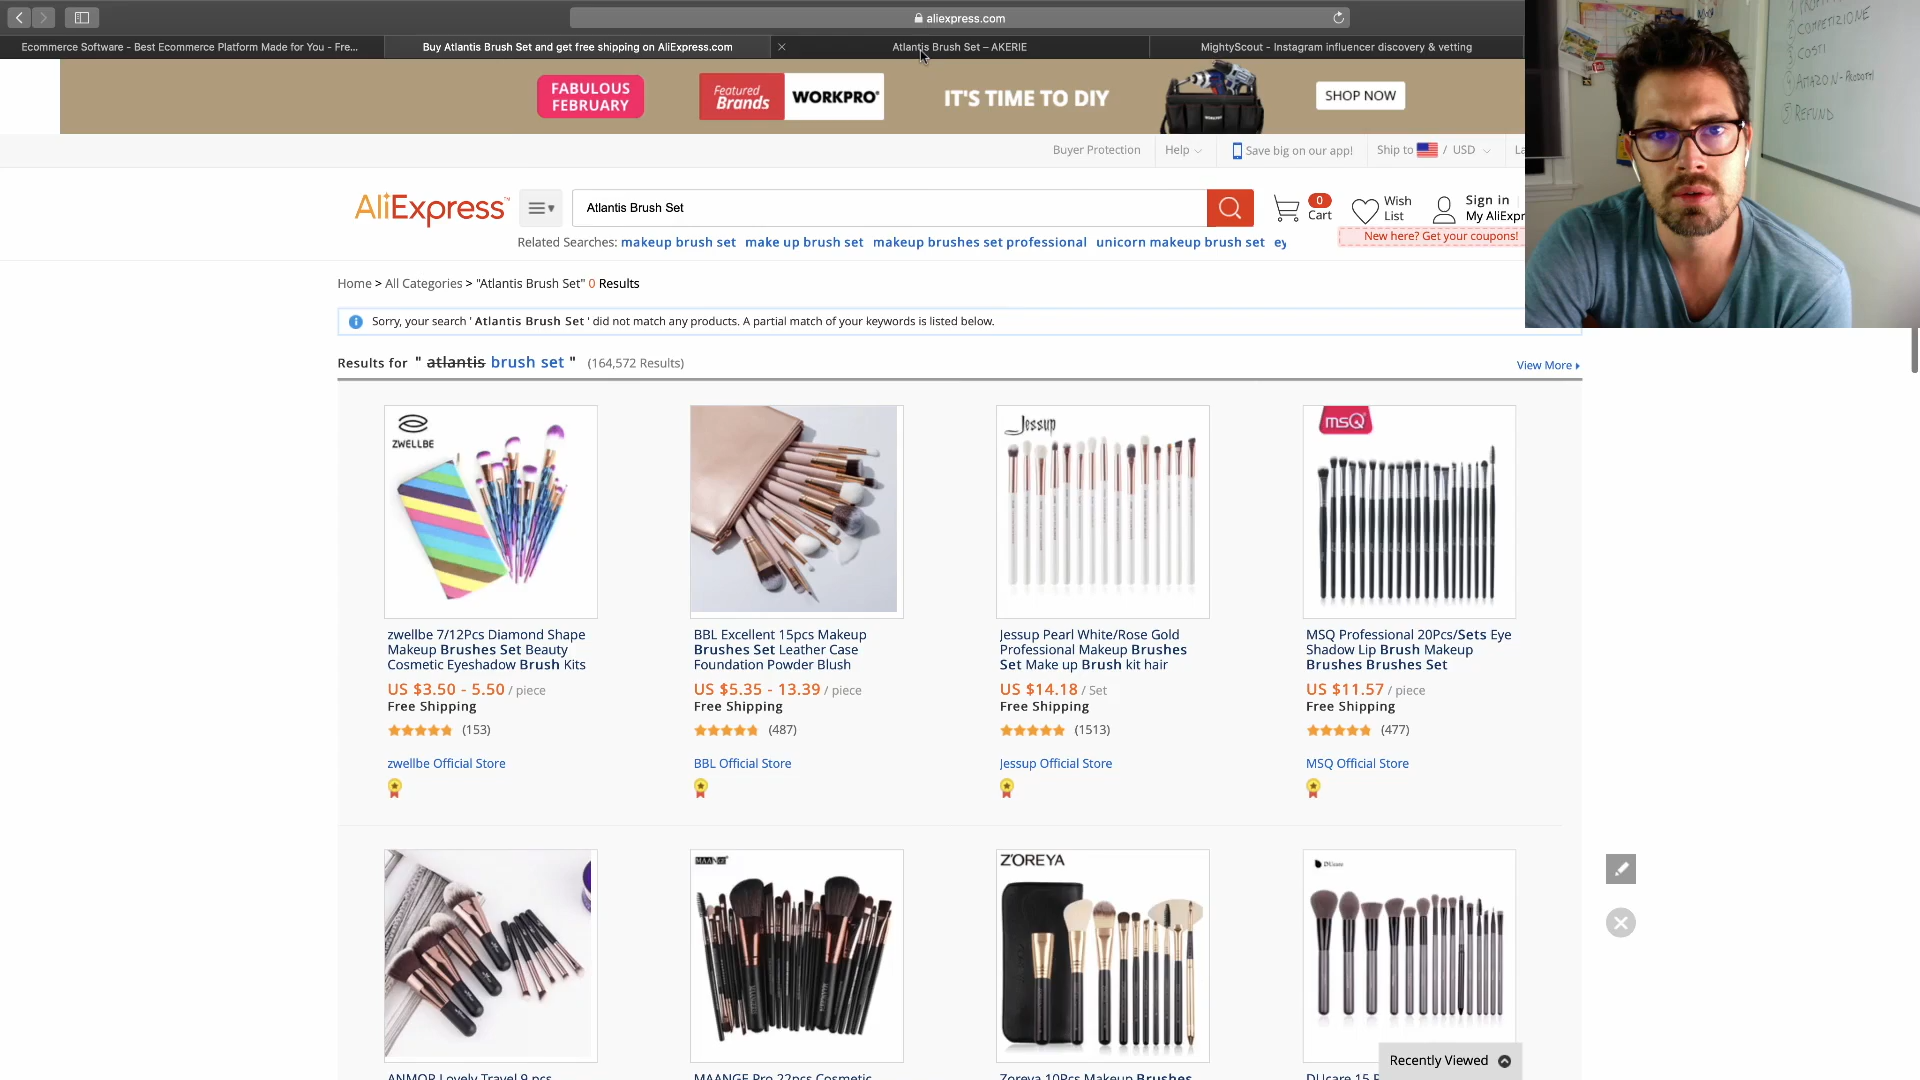 aliexpress.com
Ecommerce Software - Best Ecommerce Platform Made for You - Fre...
Buy Atlantis Brush Set and get free shipping on AliExpress.com
Atlantis Brush Set – AKERIE
MightyScout - Instagram influencer discovery & vetting
FABULOUS FEBRUARY
Featured Brands
WORKPRO®
IT'S TIME TO DIY
SHOP NOW
Buyer Protection
Help
Save big on our app!
Ship to / USD
La
AliExpress™
Atlantis Brush Set
0
Cart
Wish
List
Sign in
My AliExpr
New here? Get your coupons!
Related Searches: makeup brush set make up brush set makeup brushes set professional unicorn makeup brush set ey
Home > All Categories > "Atlantis Brush Set" 0 Results
Sorry, your search ' Atlantis Brush Set ' did not match any products. A partial match of your keywords is listed below.
Results for " atlantis brush set " (164,572 Results)
View More
ZWELLBE
Jessup
MSQ
zwellbe 7/12Pcs Diamond Shape
Makeup Brushes Set Beauty
Cosmetic Eyeshadow Brush Kits
US $3.50 - 5.50 / piece
Free Shipping
(153)
zwellbe Official Store
BBL Excellent 15pcs Makeup
Brushes Set Leather Case
Foundation Powder Blush
US $5.35 - 13.39 / piece
Free Shipping
(487)
BBL Official Store
Jessup Pearl White/Rose Gold
Professional Makeup Brushes
Set Make up Brush kit hair
US $14.18 / Set
Free Shipping
(1513)
Jessup Official Store
MSQ Professional 20Pcs/Sets Eye
Shadow Lip Brush Makeup
Brushes Brushes Set
US $11.57 / piece
Free Shipping
(477)
MSQ Official Store
MAANGE
Z'OREYA
DUcare
ANMOR Lovely Travel 9 pcs
MAANGE Pro 22pcs Cosmetic
Zoreya 10Pcs Makeup Brushes
DUcare 15 P
Recently Viewed
COMPETIZIONE
COSTI
REFUND